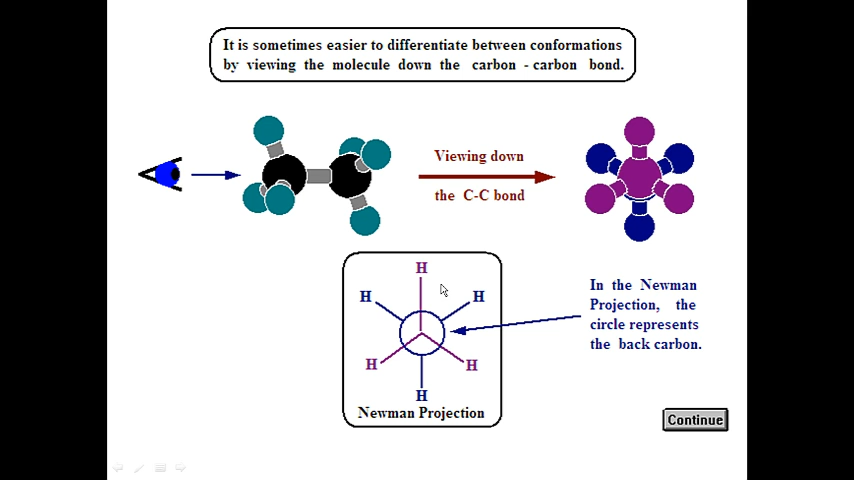 It is sometimes easier to differentiate between conformations
by viewing the molecule down the carbon - carbon bond.
Viewing down
the C-C bond
H
H
H
H
H
H
Newman Projection
In the Newman
Projection, the
circle represents
the back carbon.
Continue